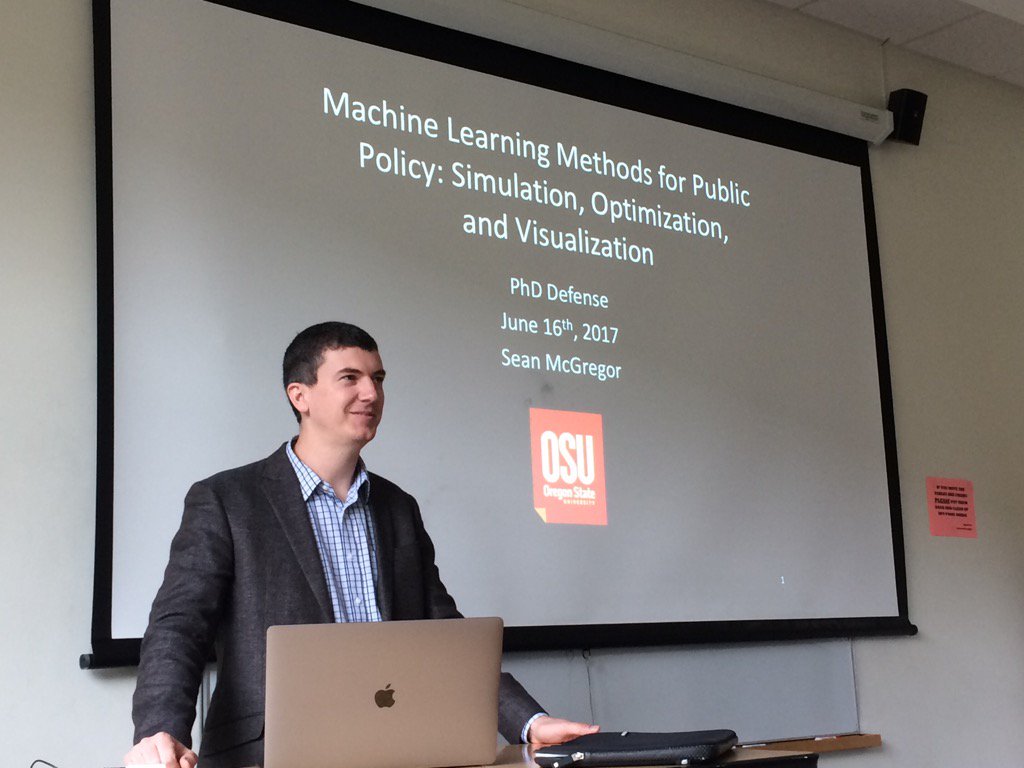 Machine Learning Methods for Public
Policy: Simulation, Optimization,
and Visualization
PhD Defense
June 16th, 2017
Sean McGregor
OSU
Oregon State
UNIVERSITY
1